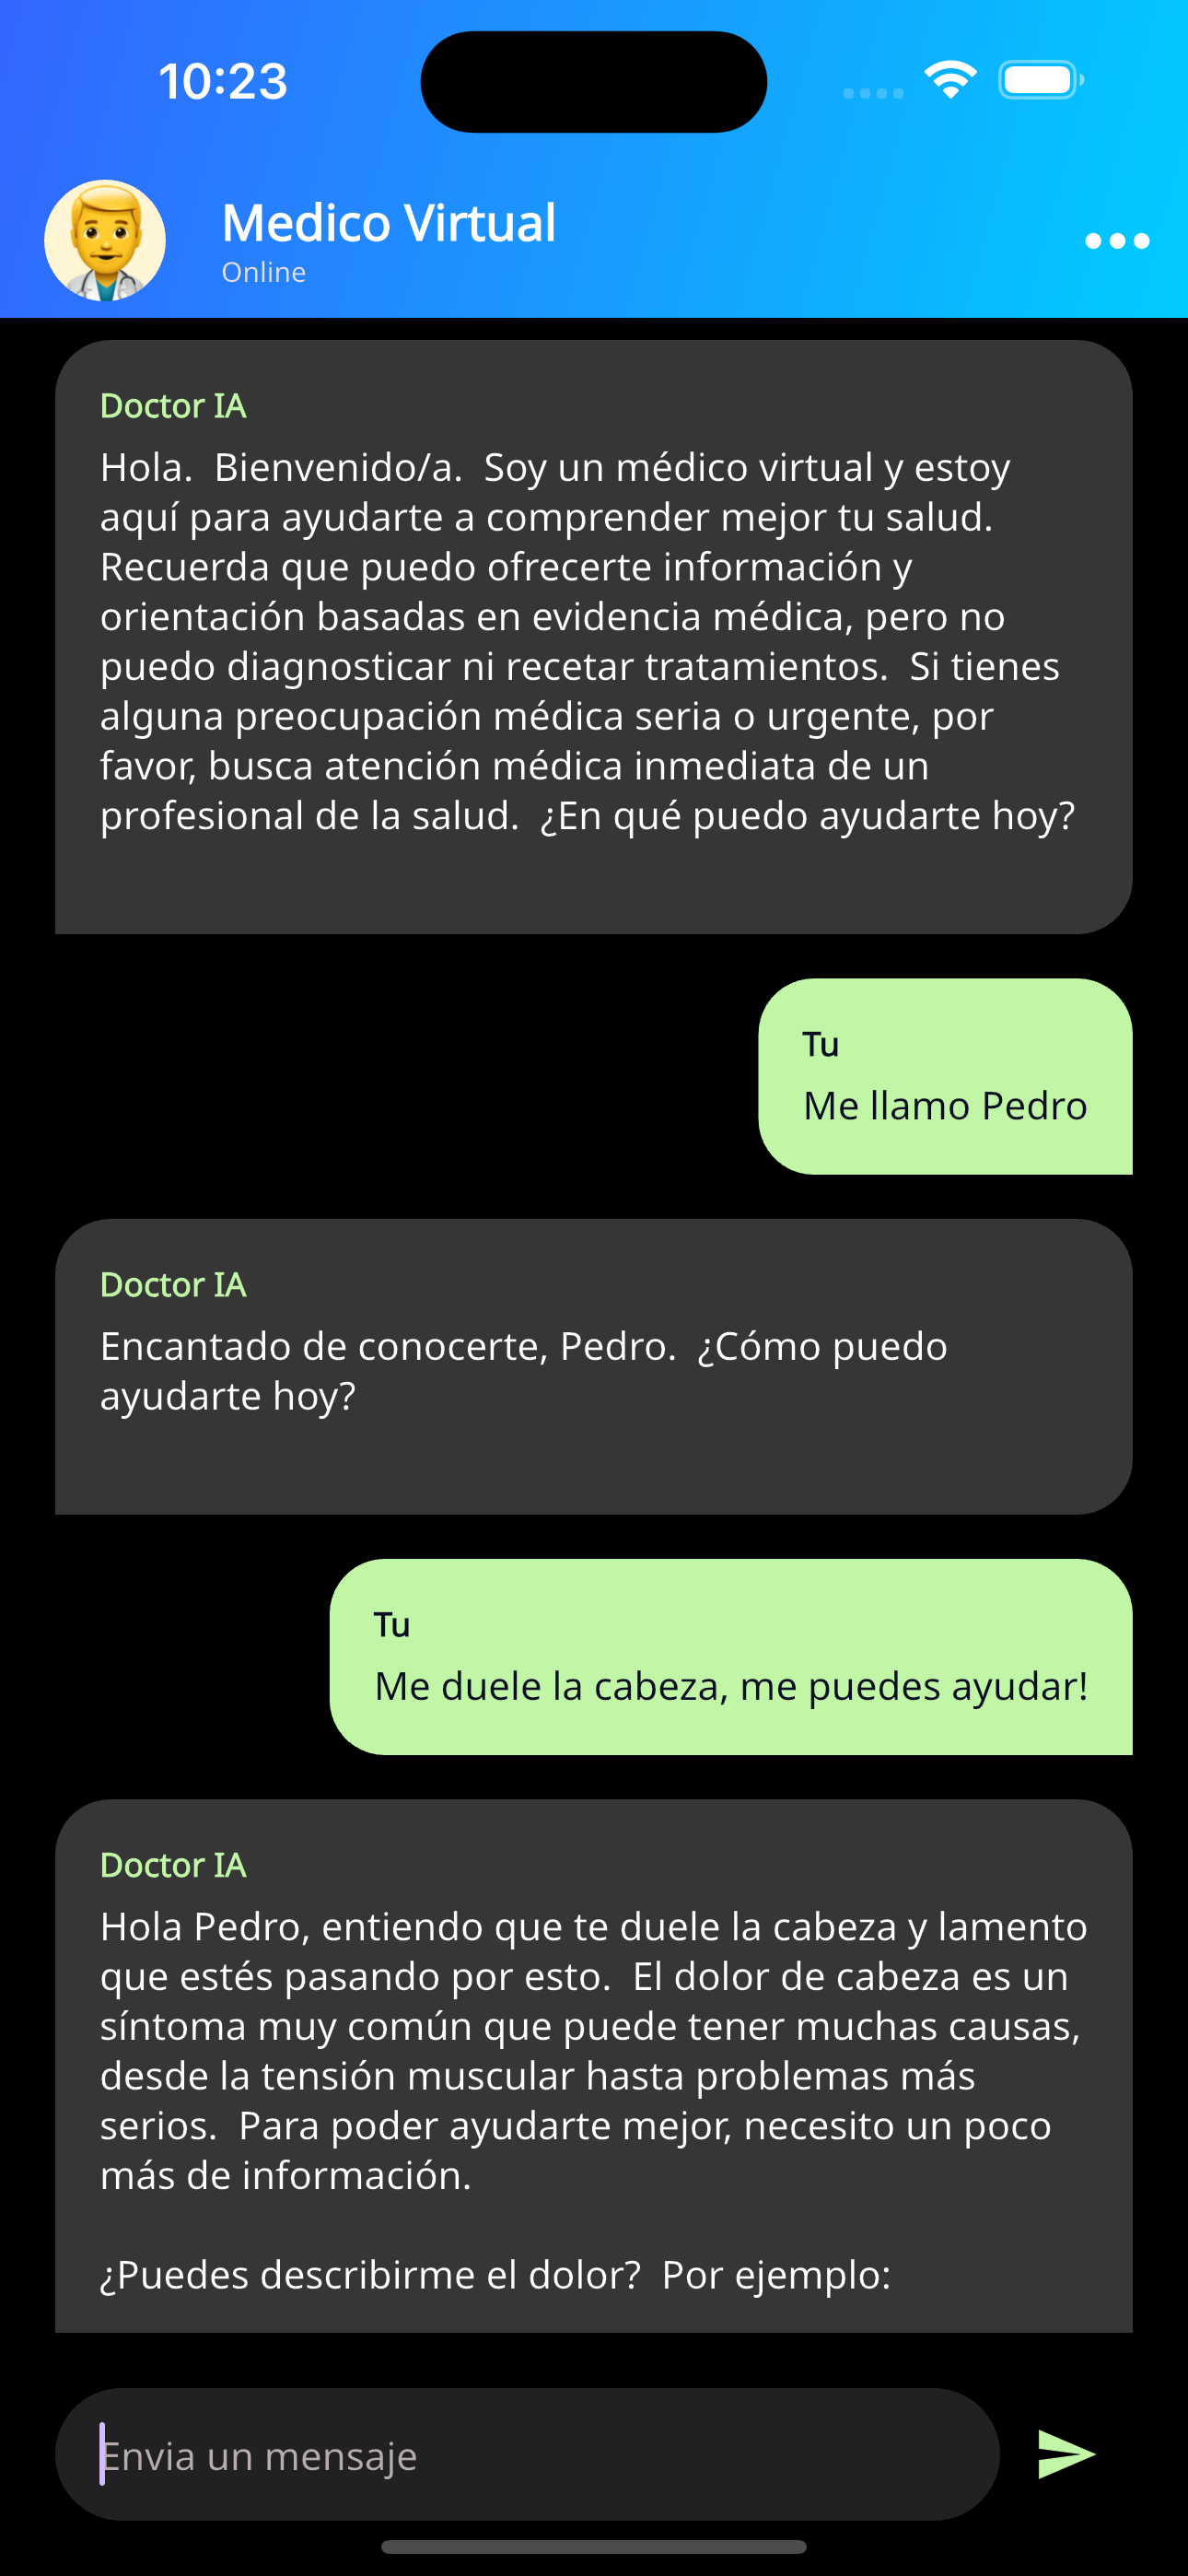 10:23
Medico Virtual
Online
Doctor IA
Hola.  Bienvenido/a.  Soy un médico virtual y estoy
aquí para ayudarte a comprender mejor tu salud.
Recuerda que puedo ofrecerte información y
orientación basadas en evidencia médica, pero no
puedo diagnosticar ni recetar tratamientos.  Si tienes
alguna preocupación médica seria o urgente, por
favor, busca atención médica inmediata de un
profesional de la salud.  ¿En qué puedo ayudarte hoy?
Tu
Me llamo Pedro
Doctor IA
Encantado de conocerte, Pedro.  ¿Cómo puedo
ayudarte hoy?
Tu
Me duele la cabeza, me puedes ayudar!
Doctor IA
Hola Pedro, entiendo que te duele la cabeza y lamento
que estés pasando por esto.  El dolor de cabeza es un
síntoma muy común que puede tener muchas causas,
desde la tensión muscular hasta problemas más
serios.  Para poder ayudarte mejor, necesito un poco
más de información.
¿Puedes describirme el dolor?  Por ejemplo:
Envia un mensaje